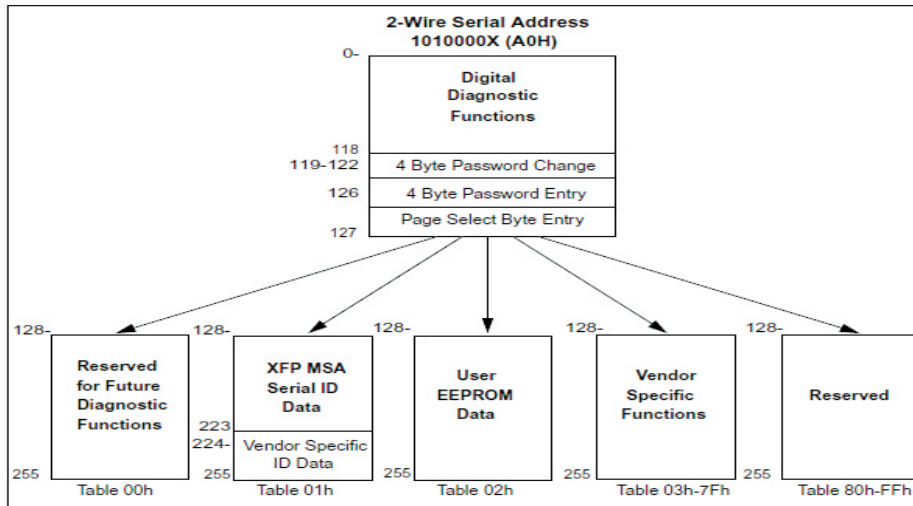 2-Wire Serial Address
1010000X (A0H)
0-
Digital
Diagnostic
Functions
118
119-122
4 Byte Password Change
126
4 Byte Password Entry
Page Select Byte Entry
127
128-
Reserved
for Future
Diagnostic
Functions
255
Table 00h
128-
XFP MSA
Serial ID
Data
223
224-
Vendor Specific
ID Data
255
Table 01h
128-
User
EEPROM
Data
255
Table 02h
128-
Vendor
Specific
Functions
255
Table 03h-7Fh
128-
Reserved
255
Table 80h-FFh